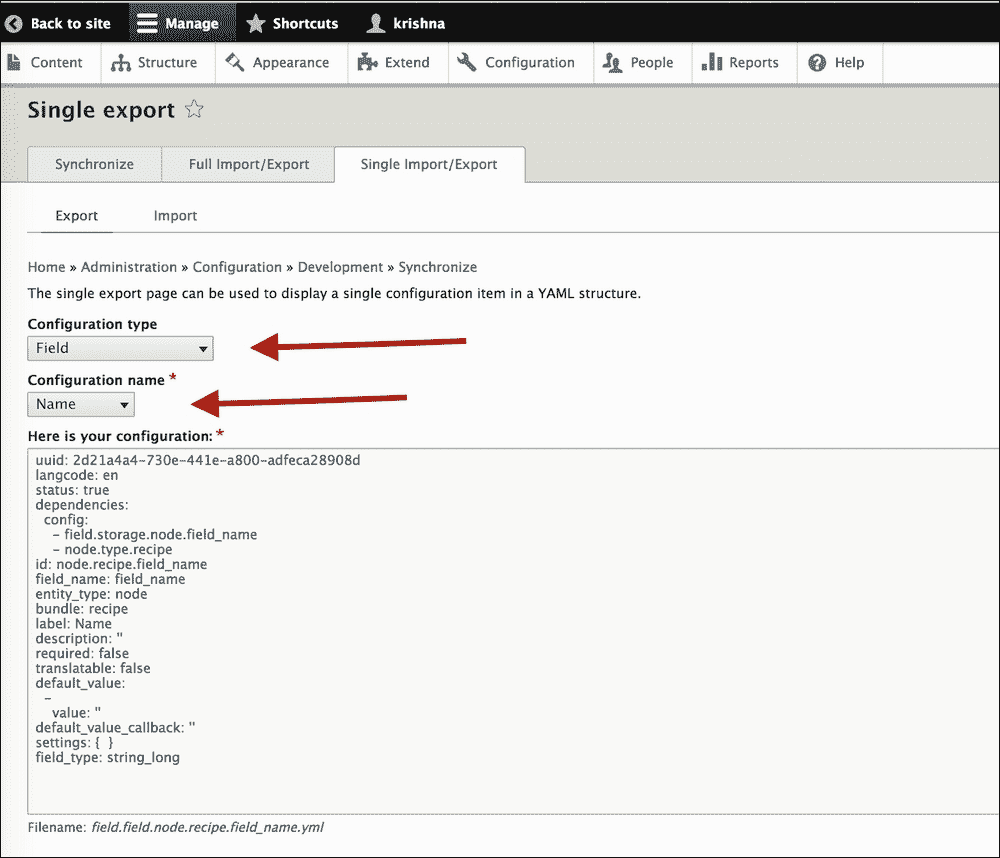 Back to site Manage Shortcuts krishna
Content Structure Appearance Extend Configuration People Reports Help
Single export
Synchronize Full Import/Export Single Import/Export
Export Import
Home » Administration » Configuration » Development » Synchronize
The single export page can be used to display a single configuration item in a YAML structure.
Configuration type
Field
Configuration name *
Name
Here is your configuration: *
uuid: 2d21a4a4-730e-441e-a800-adfeca28908d
langcode: en
status: true
dependencies:
  config:
    - field.storage.node.field_name
    - node.type.recipe
id: node.recipe.field_name
field_name: field_name
entity_type: node
bundle: recipe
label: Name
description: ''
required: false
translatable: false
default_value:
  -
    value: ''
default_value_callback: ''
settings: {  }
field_type: string_long
Filename: field.field.node.recipe.field_name.yml